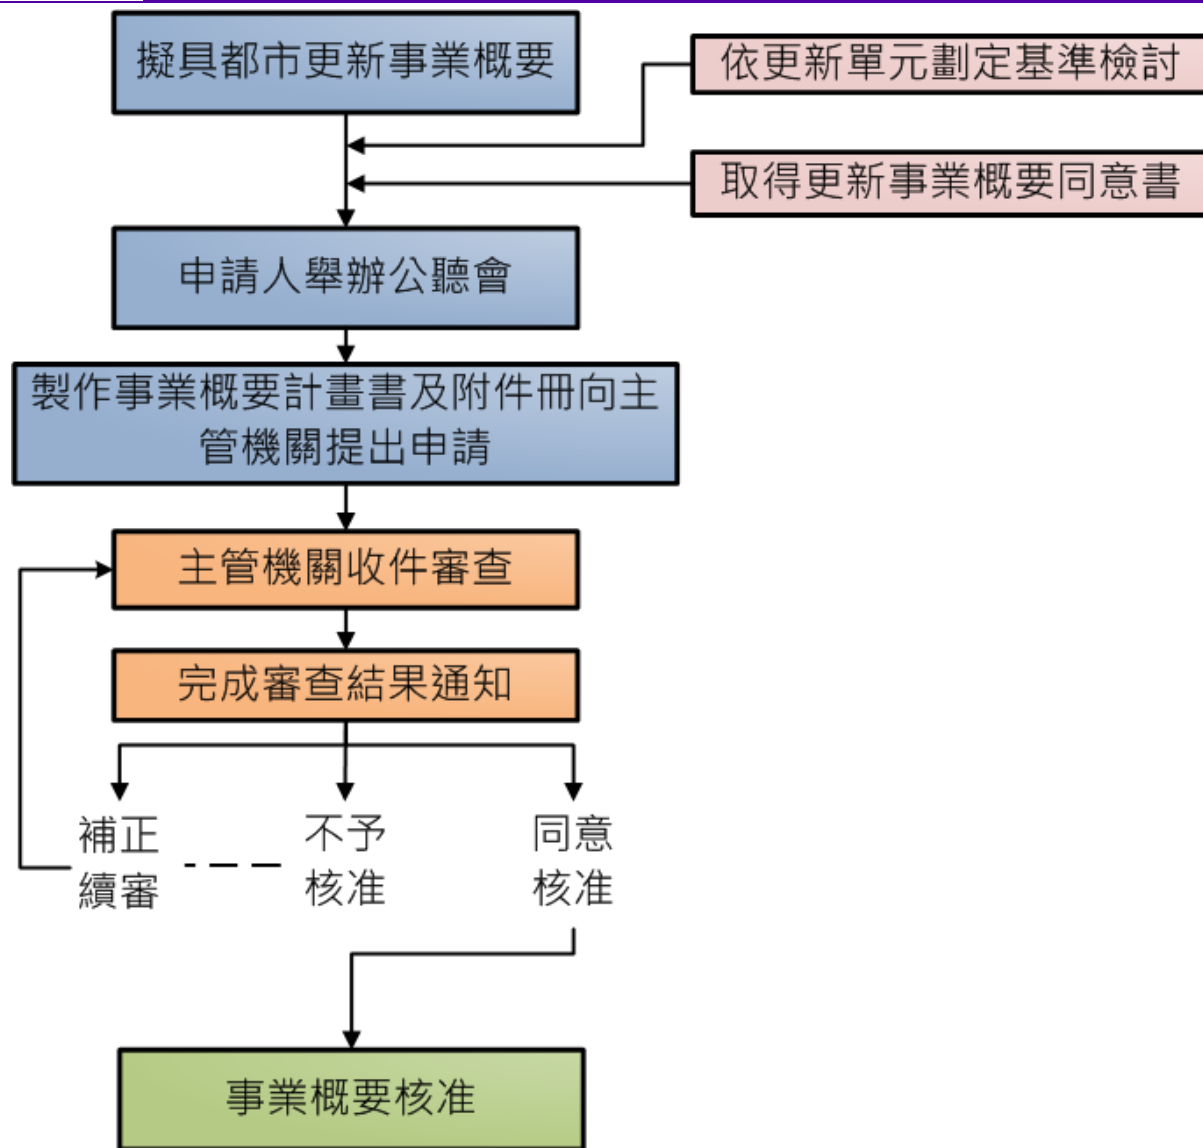 擬具都市更新事業概要
依更新單元劃定基準檢討
取得更新事業概要同意書
申請人舉辦公聽會
製作事業概要計畫書及附件冊向主
管機關提出申請
主管機關收件審查
完成審查結果通知
補正
續審
不予
核准
同意
核准
事業概要核准